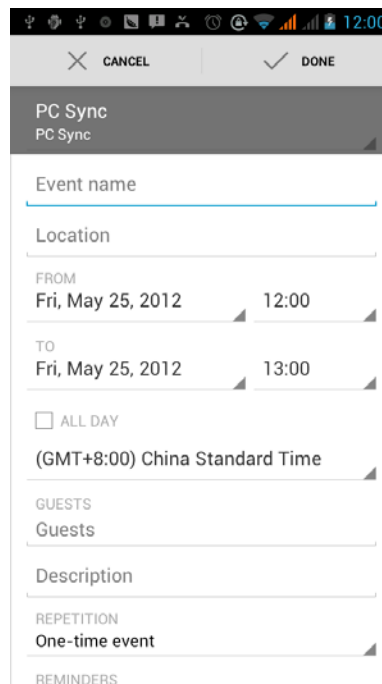 12:00
CANCEL DONE
PC Sync
PC Sync
Event name
Location
FROM
Fri, May 25, 2012 12:00
TO
Fri, May 25, 2012 13:00
ALL DAY
(GMT+8:00) China Standard Time
GUESTS
Guests
Description
REPETITION
One-time event
REMINDERS